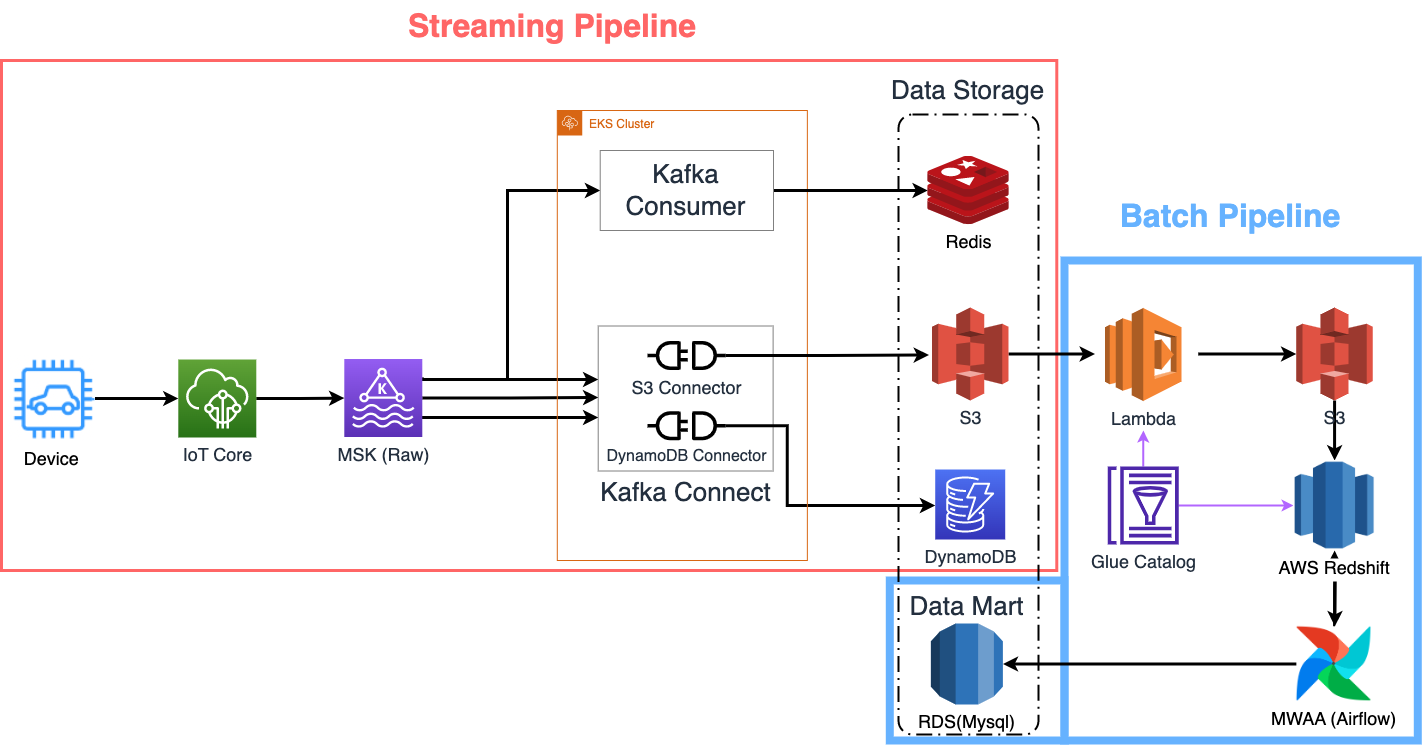 Streaming Pipeline
Data Storage
EKS Cluster
Kafka
Consumer
Redis
Batch Pipeline
K
S3 Connector
DynamoDB Connector
Kafka Connect
Device
IoT Core
MSK (Raw)
S3
DynamoDB
Lambda
S3
Glue Catalog
AWS Redshift
Data Mart
RDS(Mysql)
MWAA (Airflow)